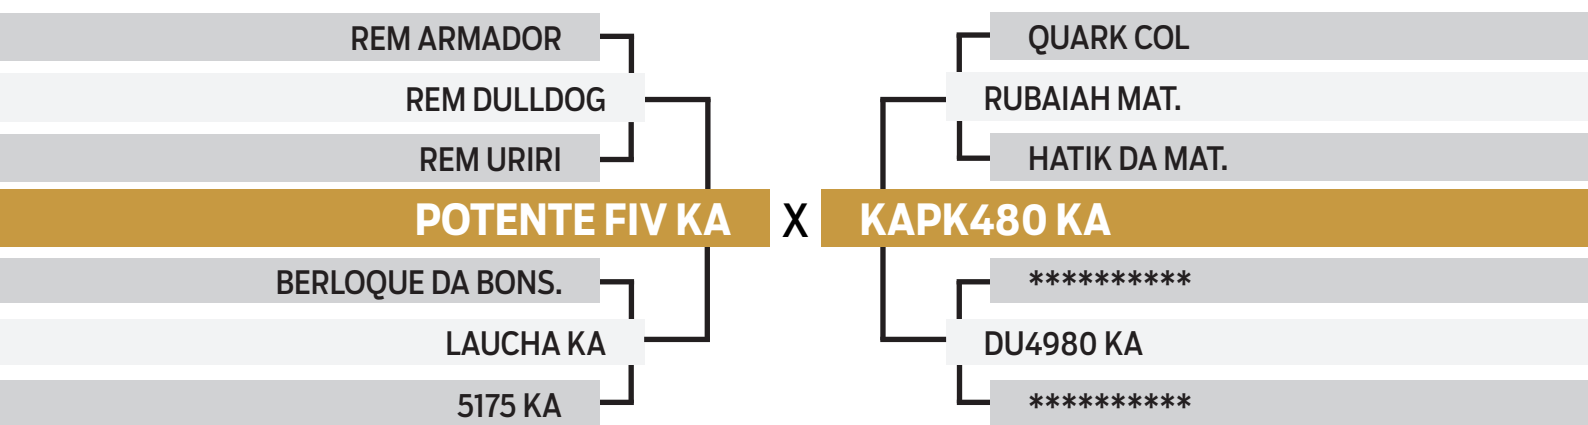 REM ARMADOR QUARK COL
REM DULLDOG RUBAIAH MAT.
REM URIRI HATIK DA MAT.
POTENTE FIV KA X KAPK480 KA
BERLOQUE DA BONS. **********
LAUCHA KA DU4980 KA
5175 KA **********